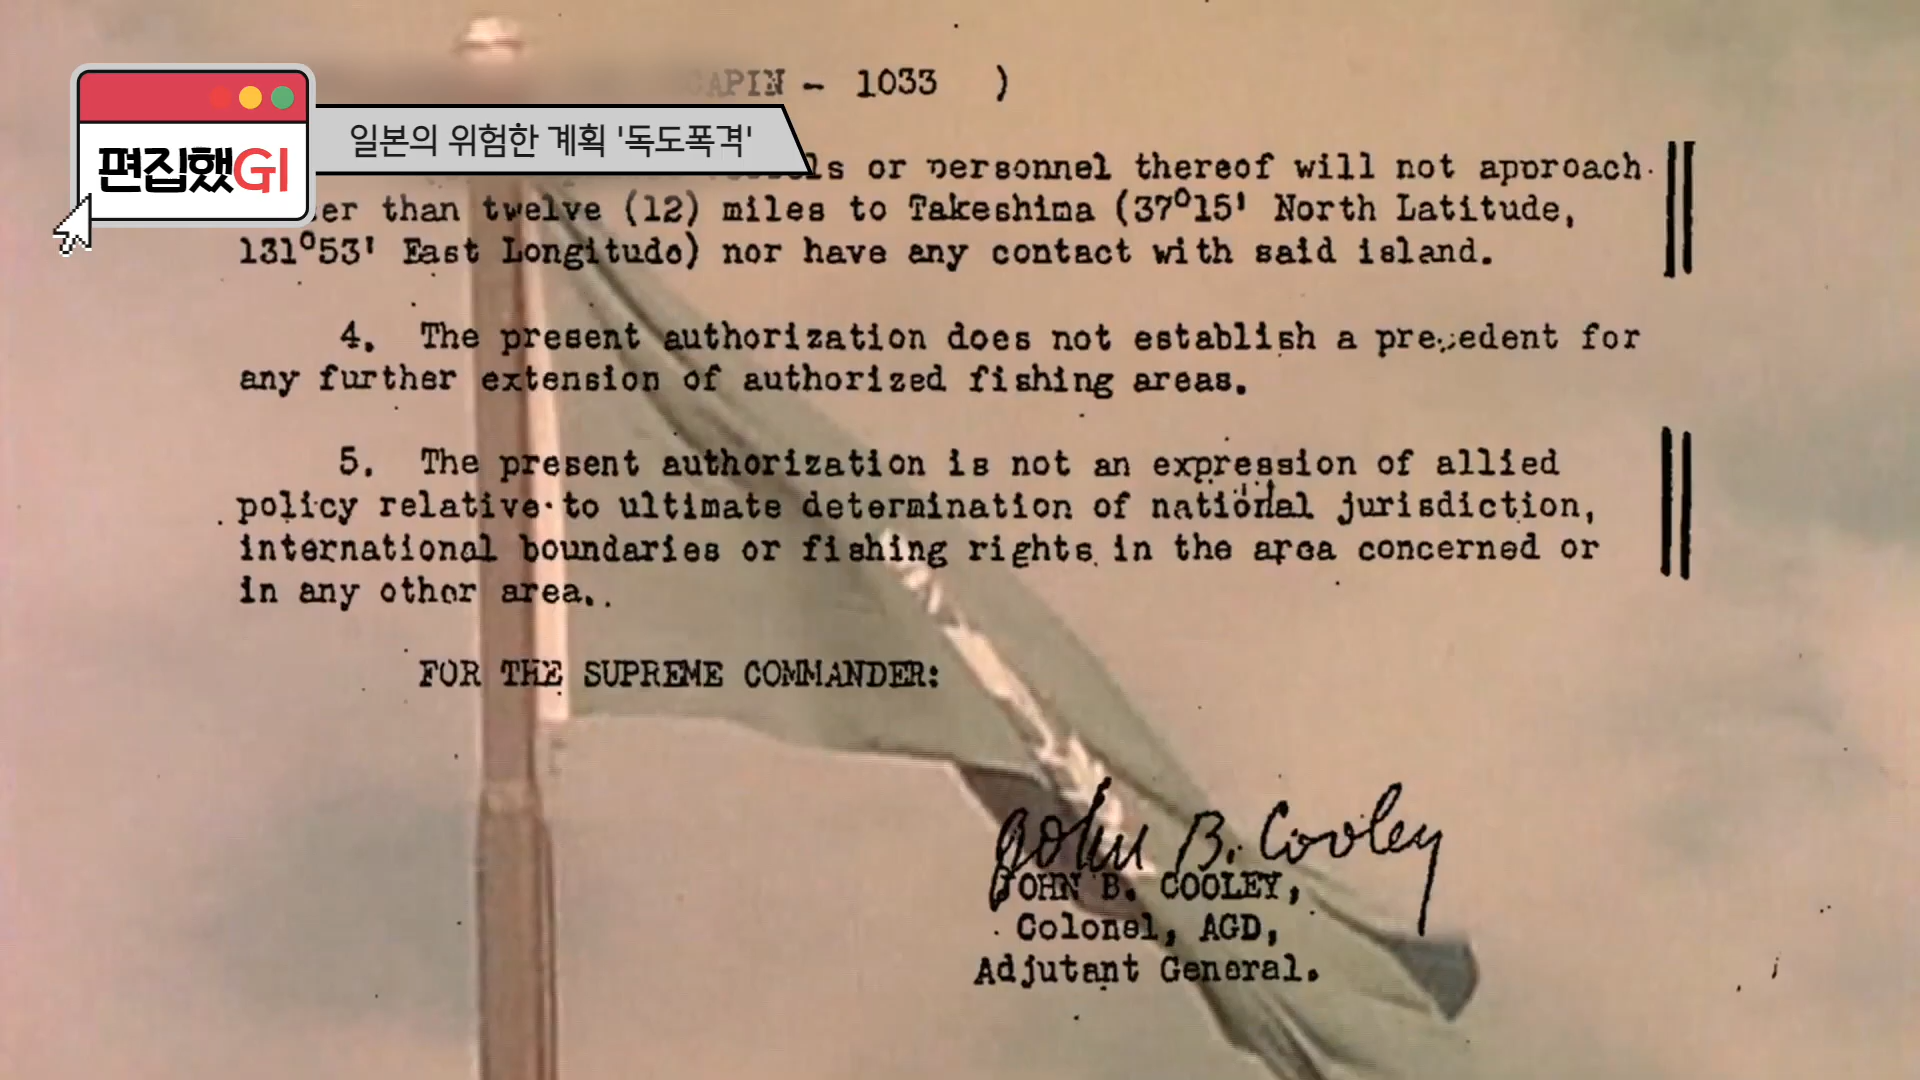 APIN - 1033 )
편집했GI
일본의 위험한 계획 '독도폭격'
ls or personnel thereof will not approach
er than twelve (12) miles to Takeshima (37°15' North Latitude,
131°53' East Longitude) nor have any contact with said island.
4. The present authorization does not establish a precedent for
any further extension of authorized fishing areas.
5. The present authorization is not an expression of allied
policy relative to ultimate determination of national jurisdiction,
international boundaries or fishing rights in the area concerned or
in any other area.
FOR THE SUPREME COMMANDER:
John B. Cooley
JOHN B. COOLEY,
Colonel, AGD,
Adjutant General.